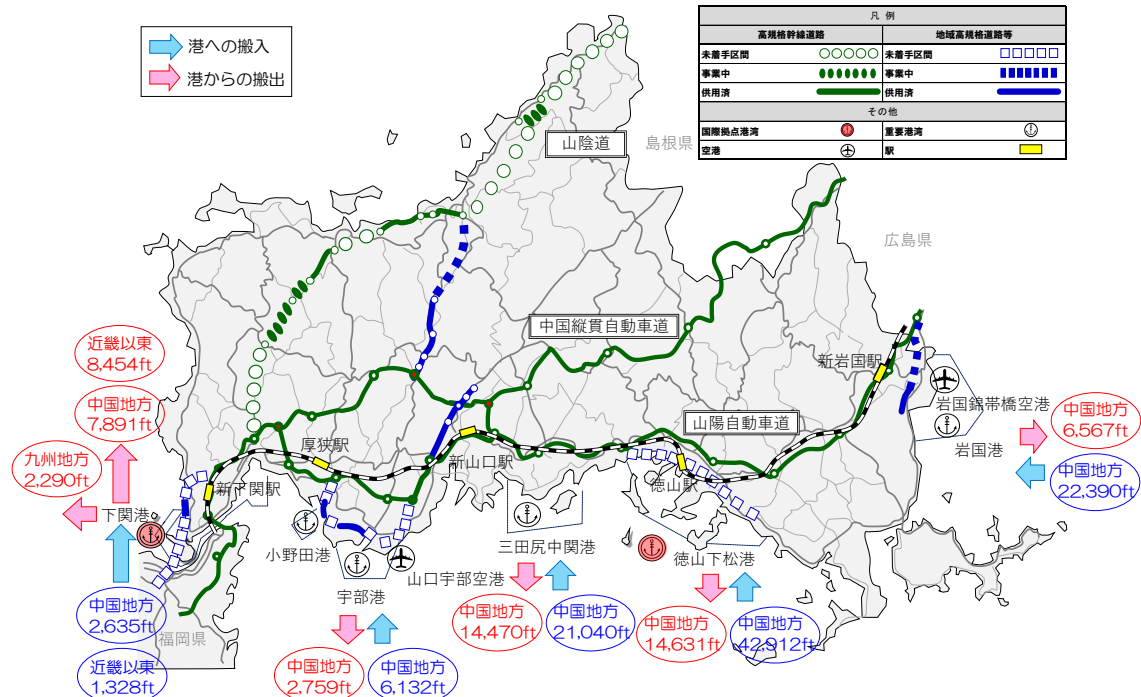 港への搬入
港からの搬出
凡 例
高規格幹線道路
地域高規格道路等
未着手区間
未着手区間
事業中
事業中
供用済
供用済
その他
国際拠点港湾
重要港湾
空港
駅
山陰道
島根県
広島県
中国縦貫自動車道
近畿以東
8,454ft
中国地方
7,891ft
九州地方
2,290ft
新岩国駅
岩国錦帯橋空港
岩国港
中国地方
6,567ft
中国地方
22,390ft
山陽自動車道
厚狭駅
新山口駅
新下関駅
徳山駅
下関港
小野田港
宇部港
山口宇部空港
三田尻中関港
徳山下松港
中国地方
2,635ft
福岡県
近畿以東
1,328ft
中国地方
2,759ft
中国地方
6,132ft
中国地方
14,470ft
中国地方
21,040ft
中国地方
14,631ft
中国地方
42,912ft